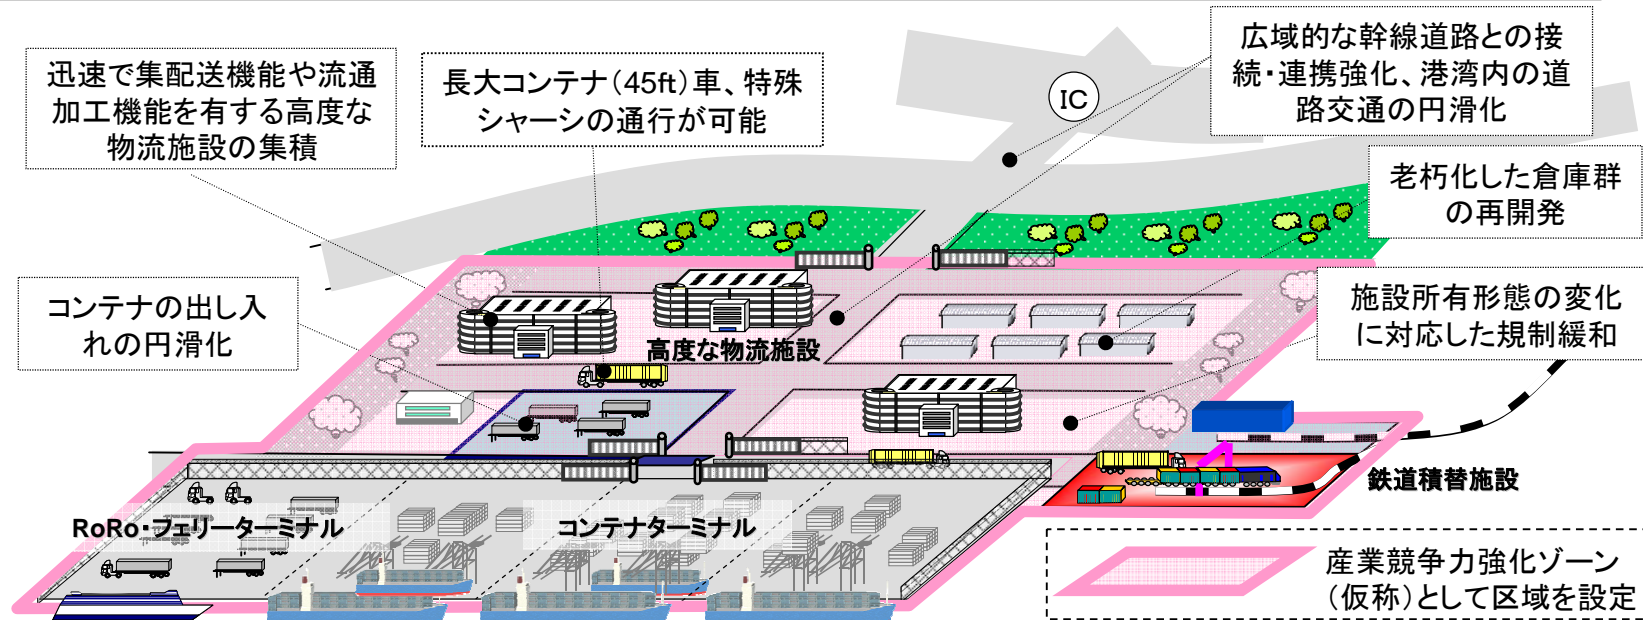 迅速で集配送機能や流通
加工機能を有する高度な
物流施設の集積
長大コンテナ（45ft）車、特殊
シャーシの通行が可能
IC
広域的な幹線道路との接
続・連携強化、港湾内の道
路交通の円滑化
老朽化した倉庫群
の再開発
コンテナの出し入
れの円滑化
施設所有形態の変化
に対応した規制緩和
高度な物流施設
鉄道積替施設
RoRo・フェリーターミナル
コンテナターミナル
産業競争力強化ゾーン
（仮称）として区域を設定